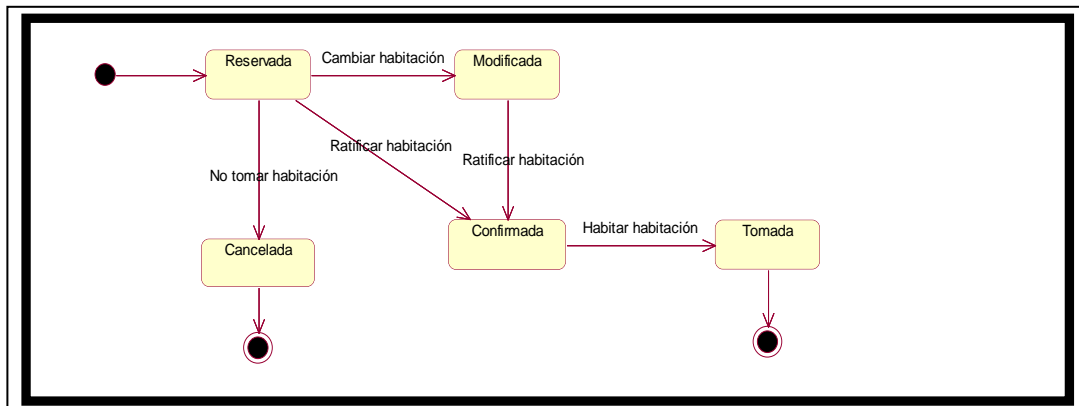 Reservada
Cambiar habitación
Modificada
Ratificar habitación
Ratificar habitación
No tomar habitación
Cancelada
Confirmada
Habitar habitación
Tomada